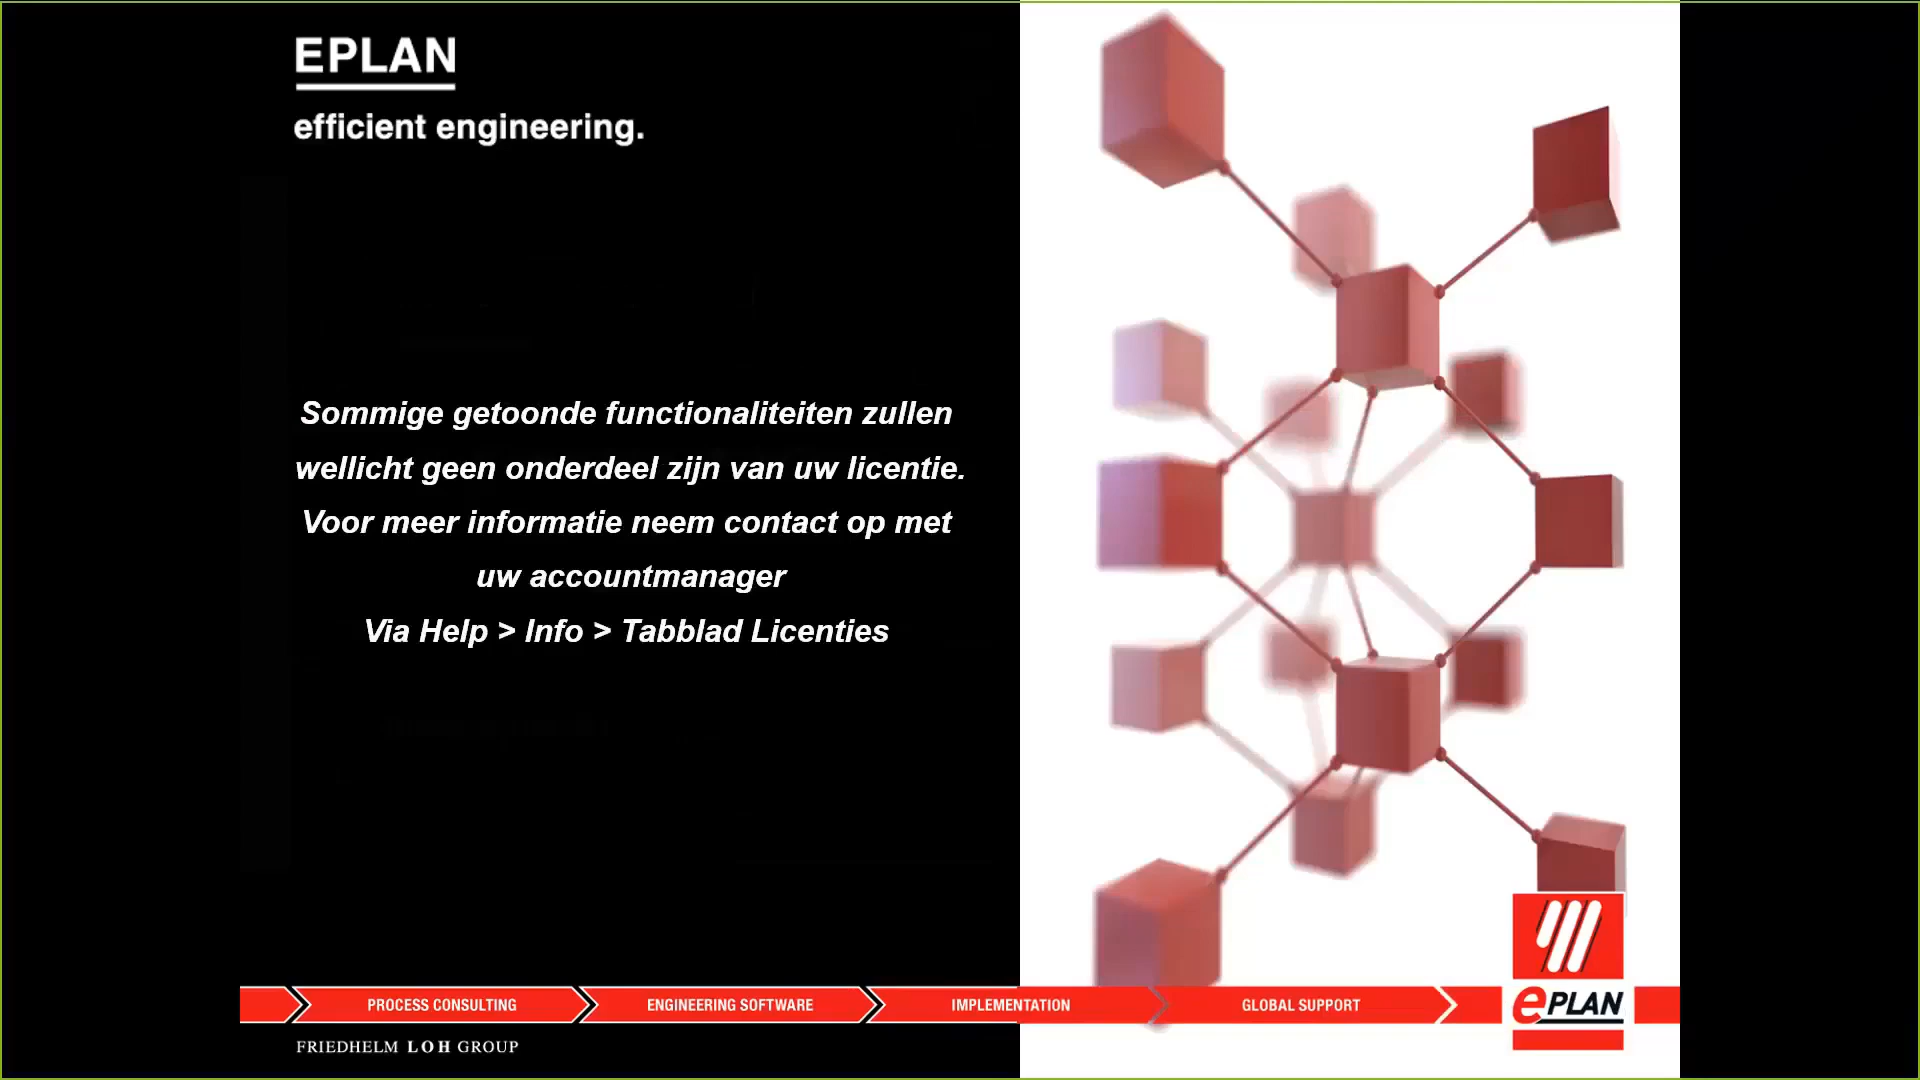 EPLAN
efficient engineering.
Sommige getoonde functionaliteiten zullen
wellicht geen onderdeel zijn van uw licentie.
Voor meer informatie neem contact op met
uw accountmanager
Via Help > Info > Tabblad Licenties
PROCESS CONSULTING
ENGINEERING SOFTWARE
IMPLEMENTATION
GLOBAL SUPPORT
ePLAN
FRIEDHELM LOH GROUP